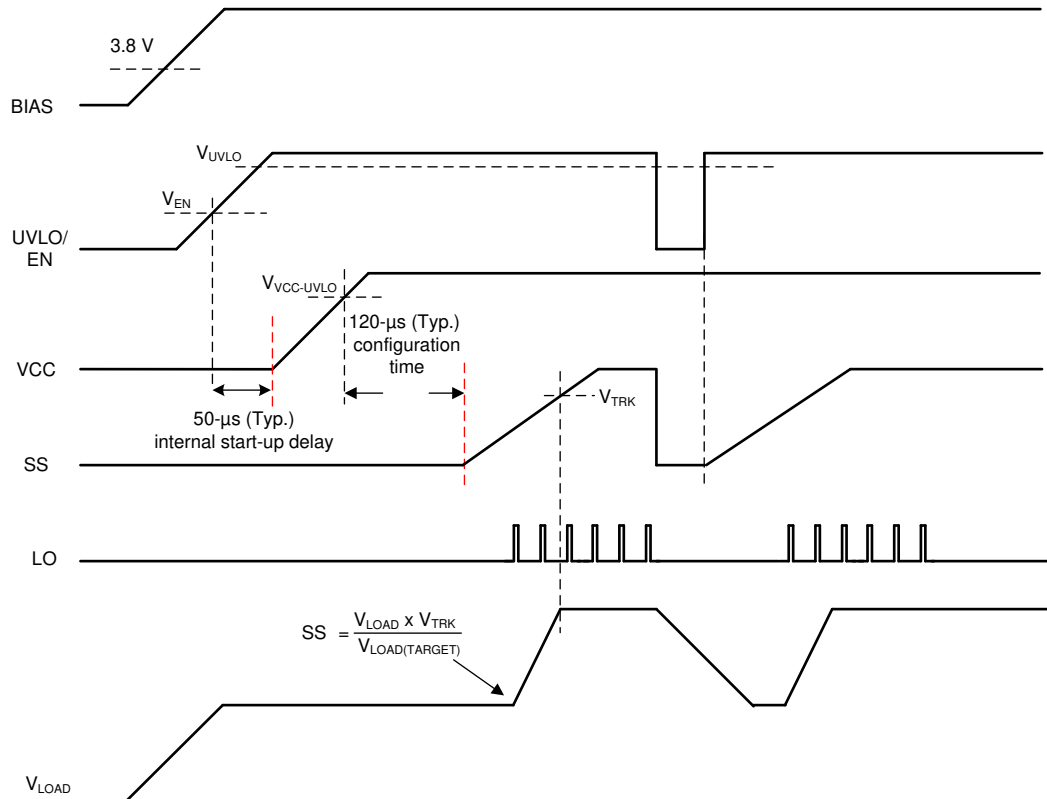 3.8 V
BIAS
VUVLO
VEN
UVLO/
EN
VVCC-UVLO
120-µs (Typ.)
configuration
time
VCC
VTRK
50-µs (Typ.)
internal start-up delay
SS
LO
SS = VLOAD x VTRK
VLOAD(TARGET)
VLOAD